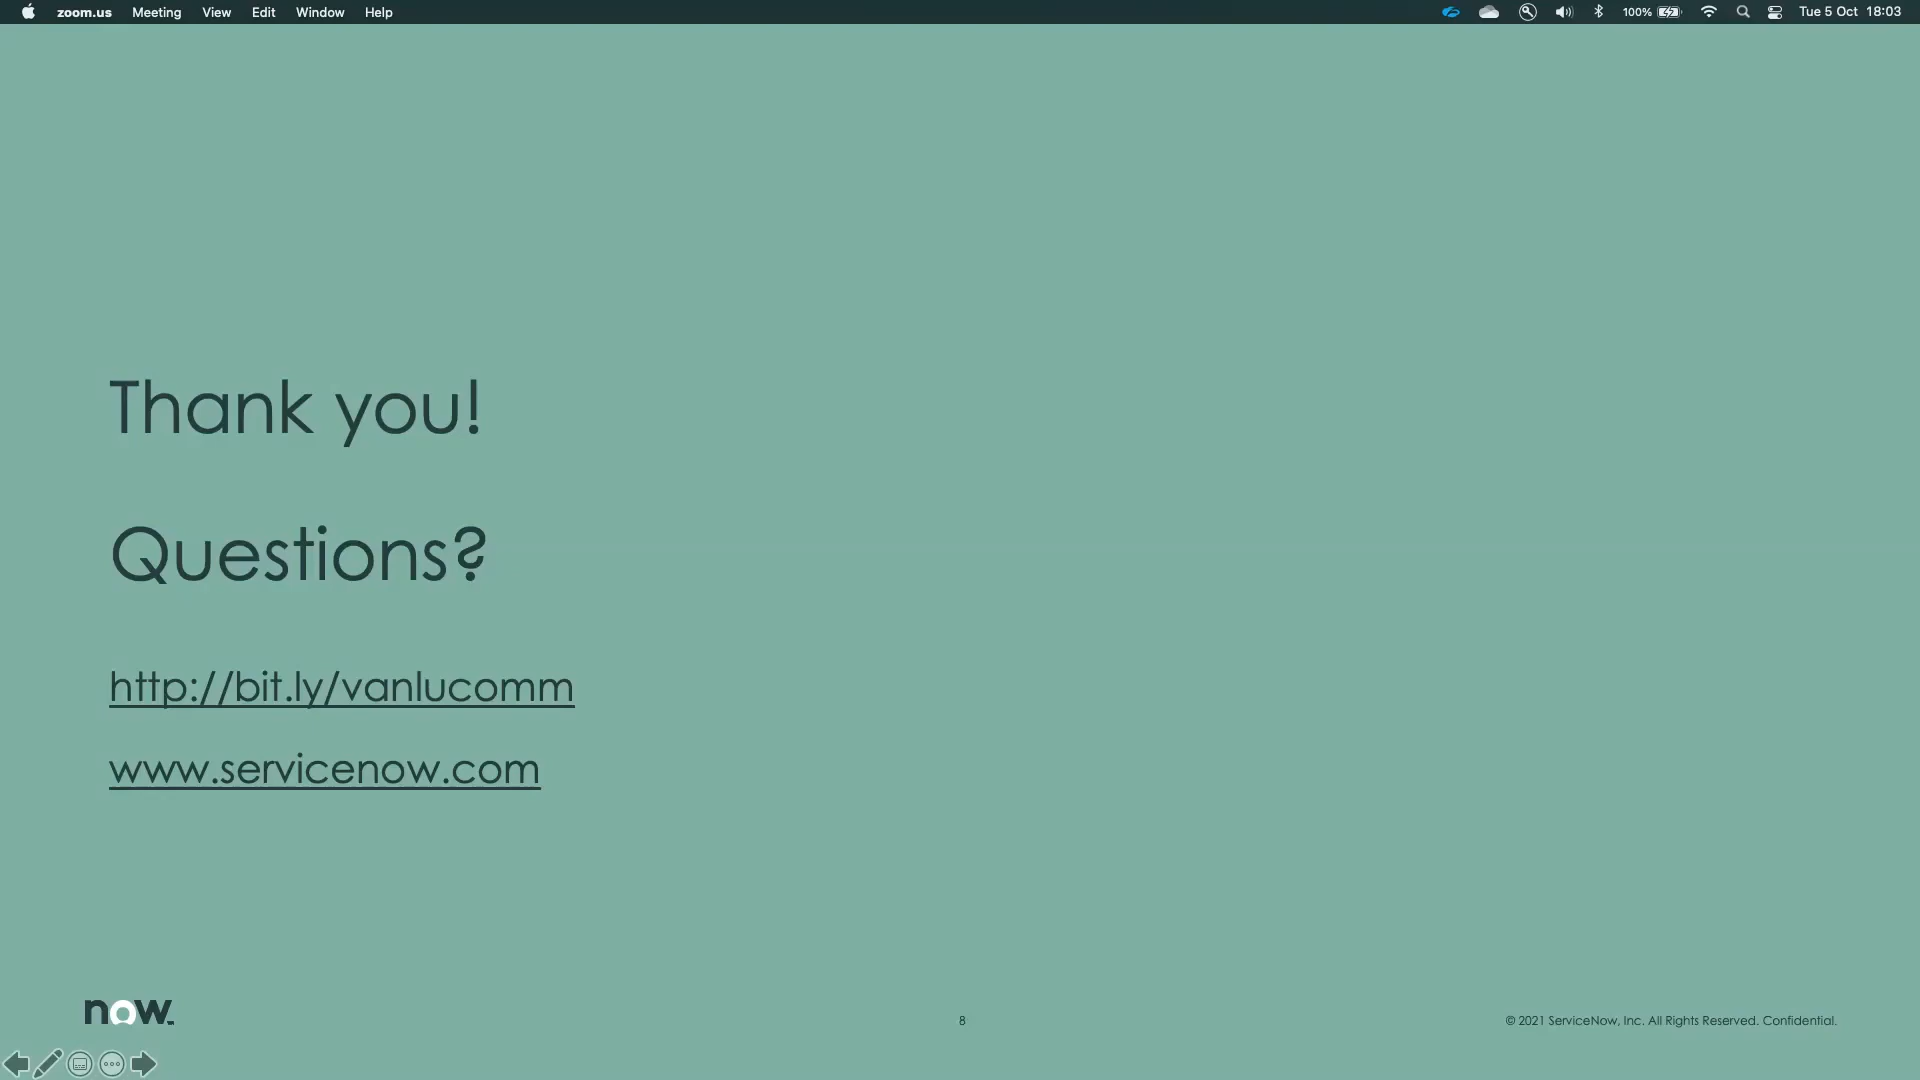 zoom.us Meeting View Edit Window Help 100% Tue 5 Oct 18:03
Thank you!
Questions?
http://bit.ly/vanlucomm
www.servicenow.com
now.
8
© 2021 ServiceNow, Inc. All Rights Reserved. Confidential.